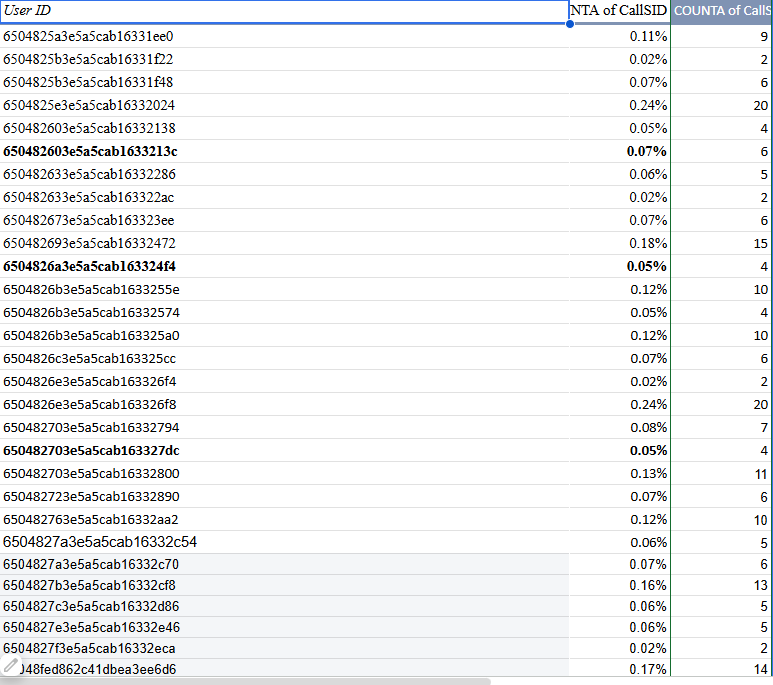 User ID NTA of CallSID COUNTA of CallS
6504825a3e5a5cab16331ee0 0.11% 9
6504825b3e5a5cab16331f22 0.02% 2
6504825b3e5a5cab16331f48 0.07% 6
6504825e3e5a5cab16332024 0.24% 20
650482603e5a5cab16332138 0.05% 4
650482603e5a5cab1633213c 0.07% 6
650482633e5a5cab16332286 0.06% 5
650482633e5a5cab163322ac 0.02% 2
650482673e5a5cab163323ee 0.07% 6
650482693e5a5cab16332472 0.18% 15
6504826a3e5a5cab163324f4 0.05% 4
6504826b3e5a5cab1633255e 0.12% 10
6504826b3e5a5cab16332574 0.05% 4
6504826b3e5a5cab163325a0 0.12% 10
6504826c3e5a5cab163325cc 0.07% 6
6504826e3e5a5cab163326f4 0.02% 2
6504826e3e5a5cab163326f8 0.24% 20
650482703e5a5cab16332794 0.08% 7
650482703e5a5cab163327dc 0.05% 4
650482703e5a5cab16332800 0.13% 11
650482723e5a5cab16332890 0.07% 6
650482763e5a5cab16332aa2 0.12% 10
6504827a3e5a5cab16332c54 0.06% 5
6504827a3e5a5cab16332c70 0.07% 6
6504827b3e5a5cab16332cf8 0.16% 13
6504827c3e5a5cab16332d86 0.06% 5
6504827e3e5a5cab16332e46 0.06% 5
6504827f3e5a5cab16332eca 0.02% 2
048fed862c41dbea3ee6d6 0.17% 14